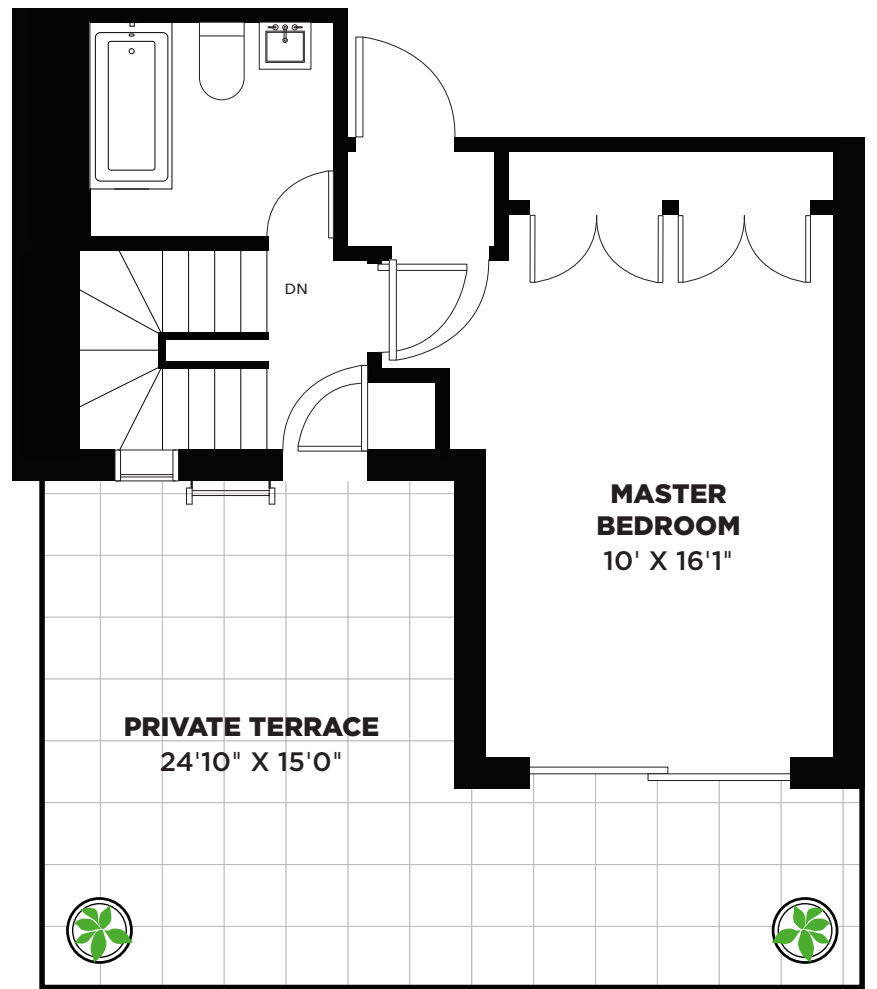 DN
MASTER
BEDROOM
10' X 16'1"
PRIVATE TERRACE
24'10" X 15'0"